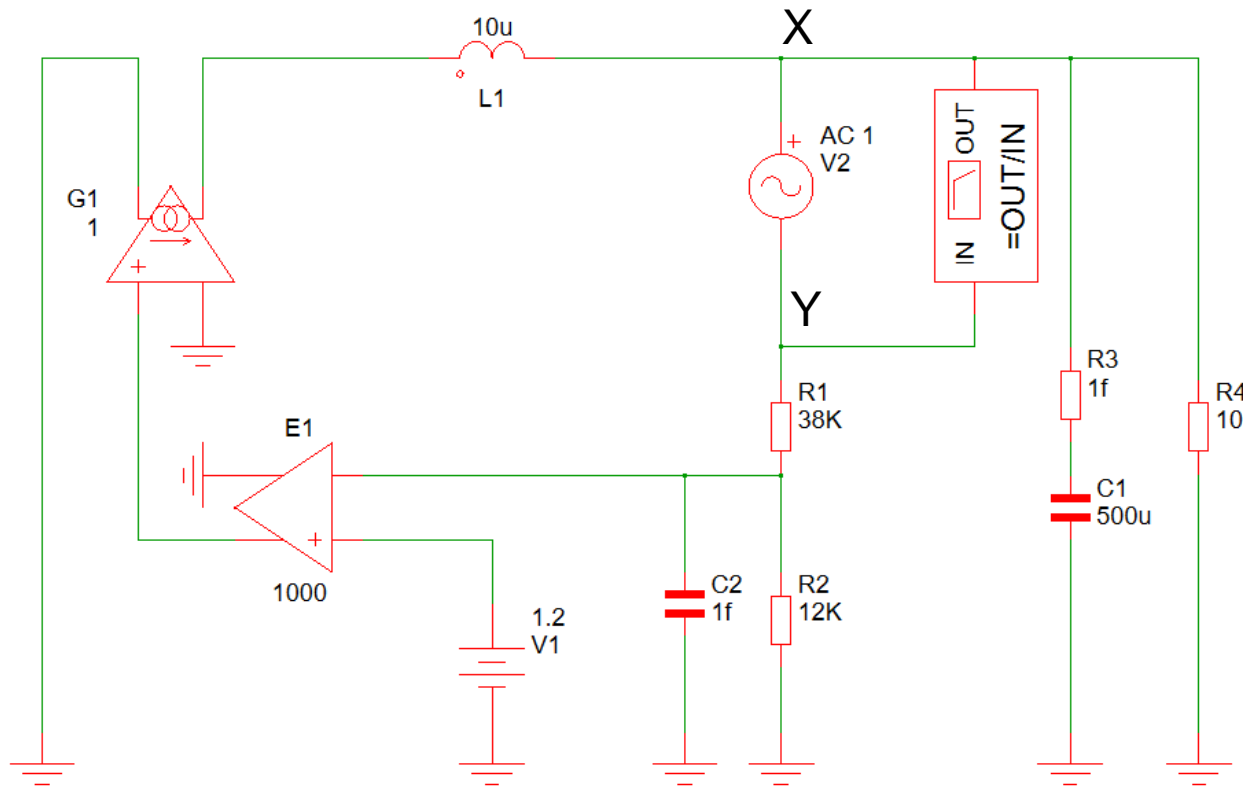 10u
X
L1
AC 1
V2
OUT
IN
=OUT/IN
G1
1
+
Y
R1
38K
R3
1f
R4
10
E1
+
1000
C1
500u
C2
1f
R2
12K
1.2
V1
+